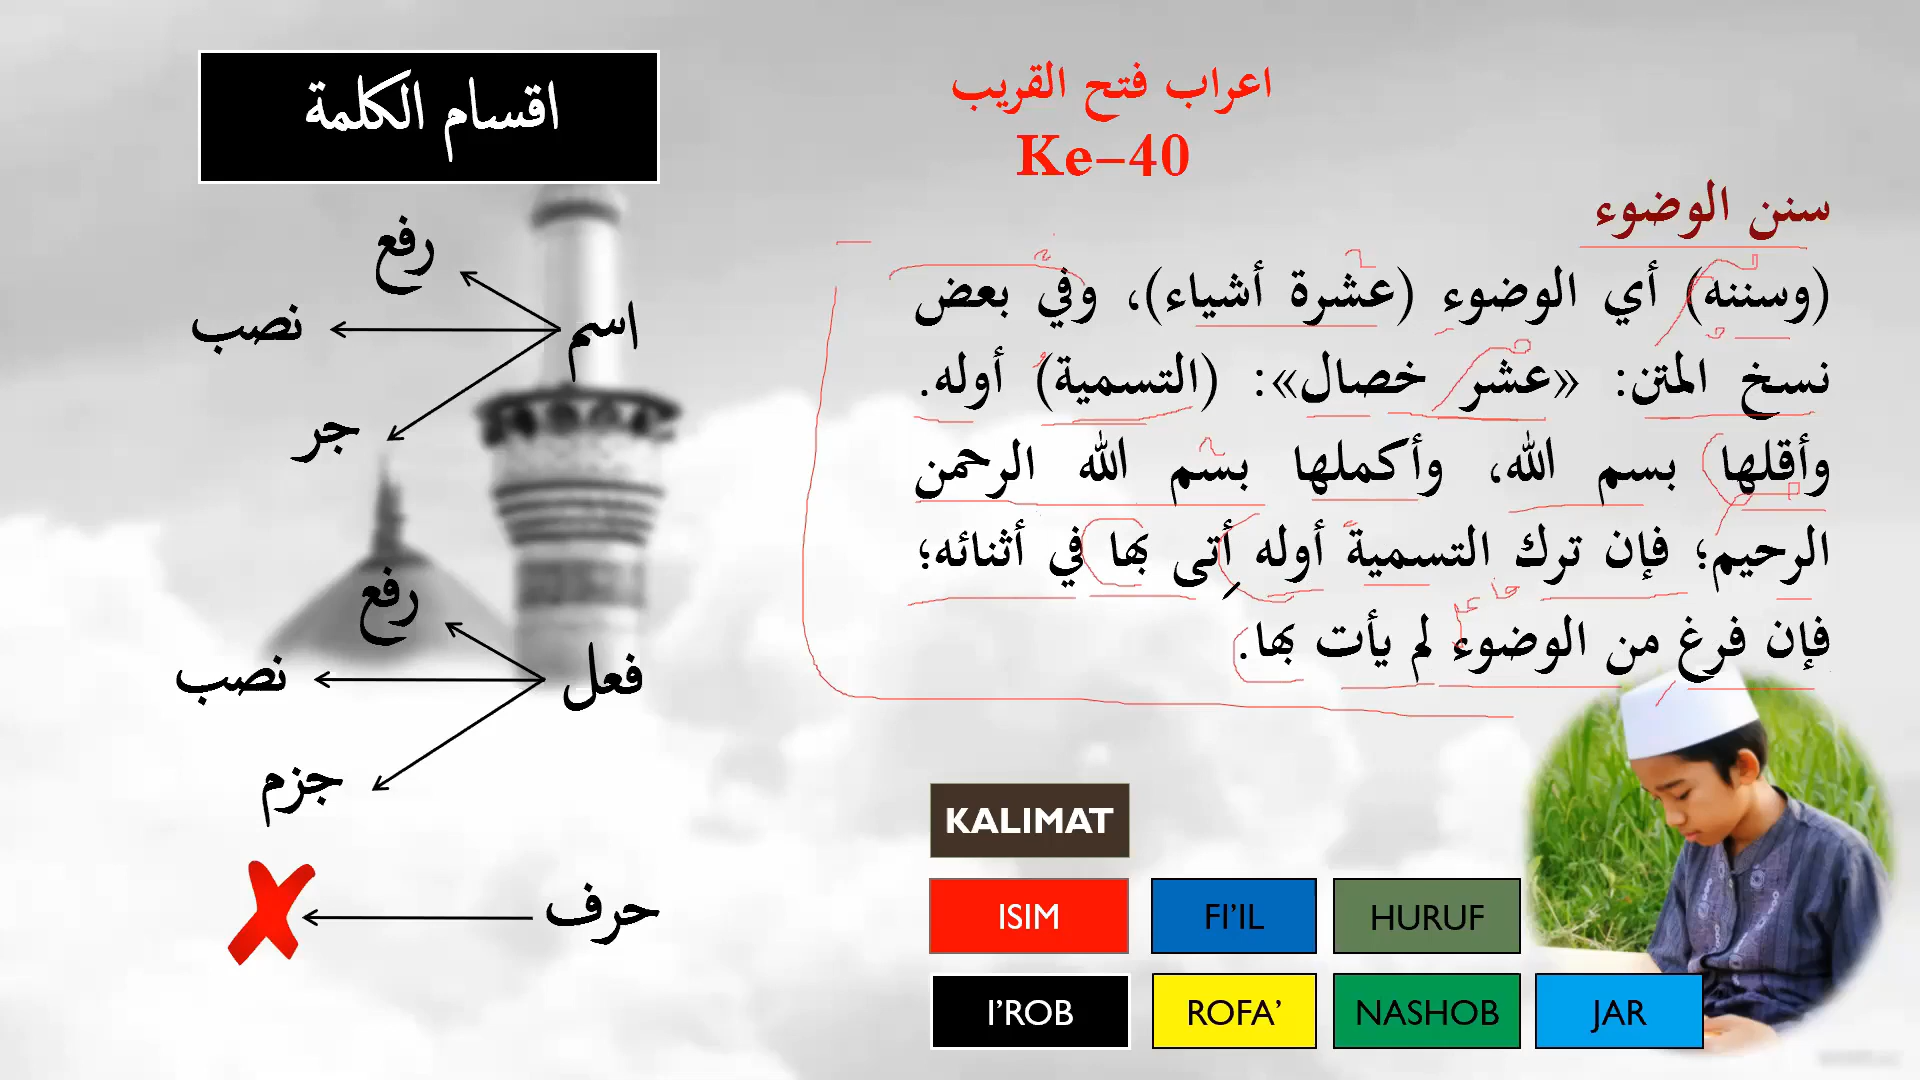 اقسام الكلمة
اعراب فتح القريب
Ke-40
سنن الوضوء
(وسننه) أي الوضوء (عشرة أشياء)، وفي بعض
نسخ المتن: «عشر خصال»: (التسمية) أوله.
وأقلها بسم الله، وأكملها بسم الله الرحمن
الرحيم؛ فإن ترك التسمية أوله أتى بها في أثنائه؛
فإن فرغ من الوضوء لم يأت بها.
رفع
اسم
نصب
جر
رفع
فعل
نصب
جزم
حرف
KALIMAT
ISIM FI’IL HURUF
I’ROB ROFA’ NASHOB JAR